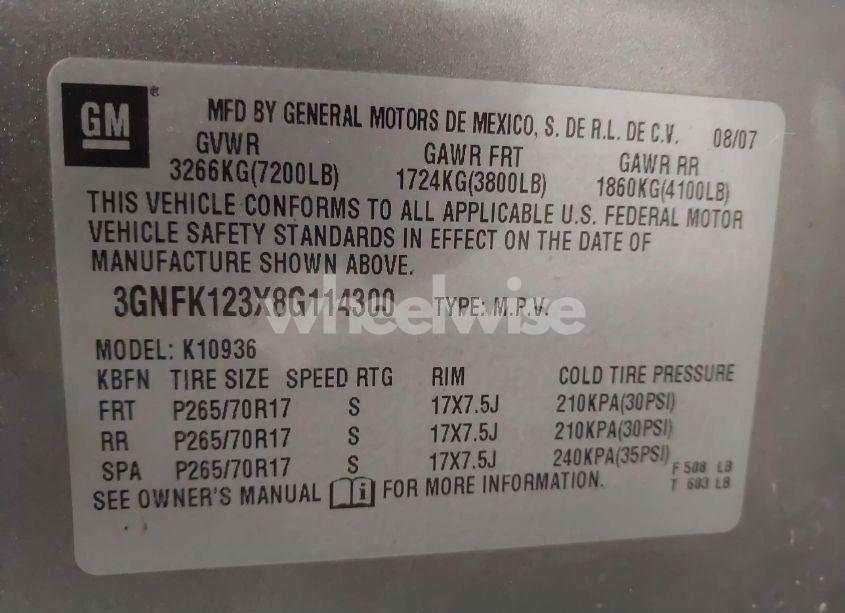 GM®
MFD BY GENERAL MOTORS DE MEXICO, S. DE R.L. DE C.V. 08/07
GVWR GAWR FRT GAWR RR
3266KG(7200LB) 1724KG(3800LB) 1860KG(4100LB)
THIS VEHICLE CONFORMS TO ALL APPLICABLE U.S. FEDERAL MOTOR
VEHICLE SAFETY STANDARDS IN EFFECT ON THE DATE OF
MANUFACTURE SHOWN ABOVE.
3GNFK123X8G114300 TYPE: M.P.V.
wheelwise
MODEL: K10936
KBFN TIRE SIZE SPEED RTG RIM COLD TIRE PRESSURE
FRT P265/70R17 S 17X7.5J 210KPA(30PSI)
RR P265/70R17 S 17X7.5J 210KPA(30PSI)
SPA P265/70R17 S 17X7.5J 240KPA(35PSI) F 508 LB
T 603 LB
SEE OWNER'S MANUAL i FOR MORE INFORMATION.